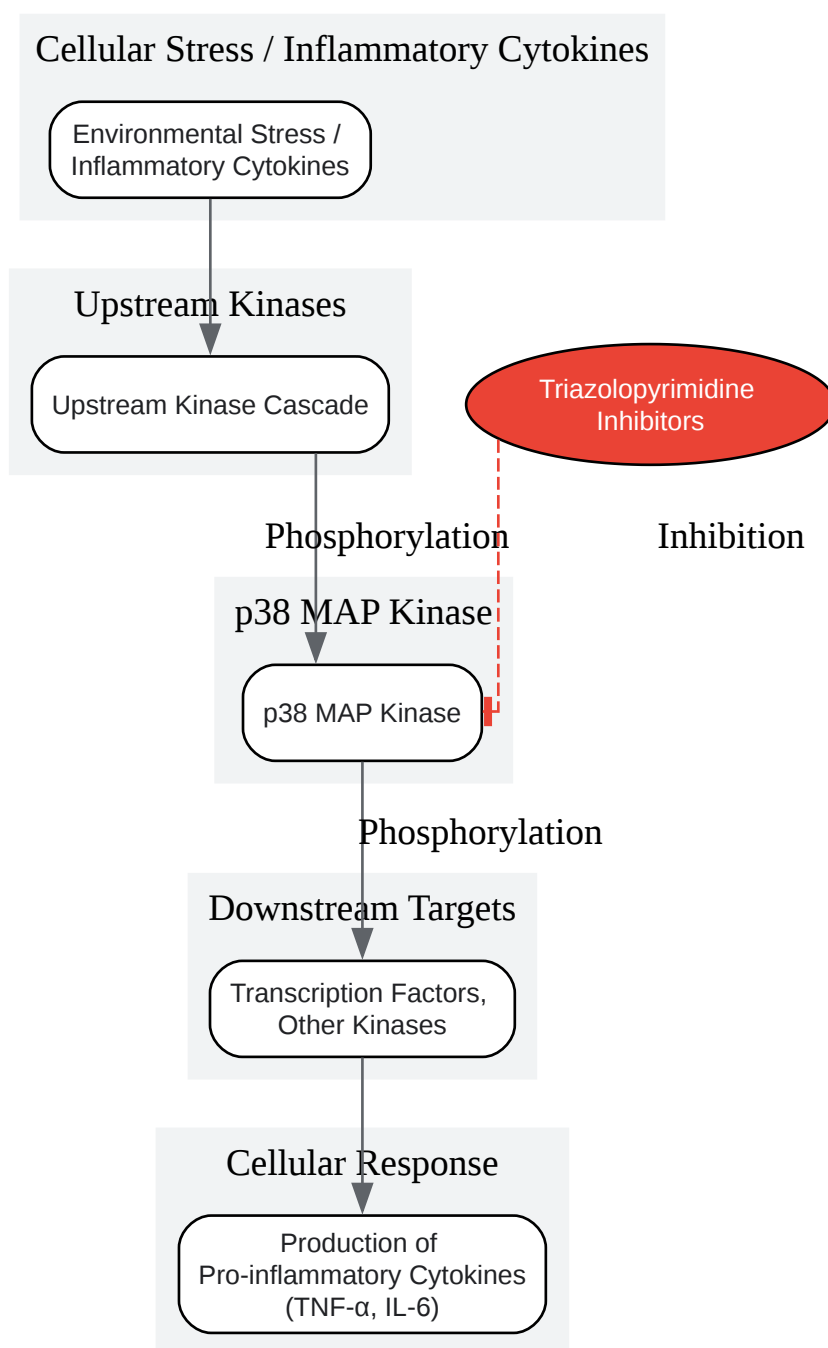 Cellular Stress / Inflammatory Cytokines
Environmental Stress /
Inflammatory Cytokines
Upstream Kinases
Upstream Kinase Cascade
Triazolopyrimidine
Inhibitors
Phosphorylation
Inhibition
p38 MAP Kinase
p38 MAP Kinase
Phosphorylation
Downstream Targets
Transcription Factors,
Other Kinases
Cellular Response
Production of
Pro-inflammatory Cytokines
(TNF-α, IL-6)